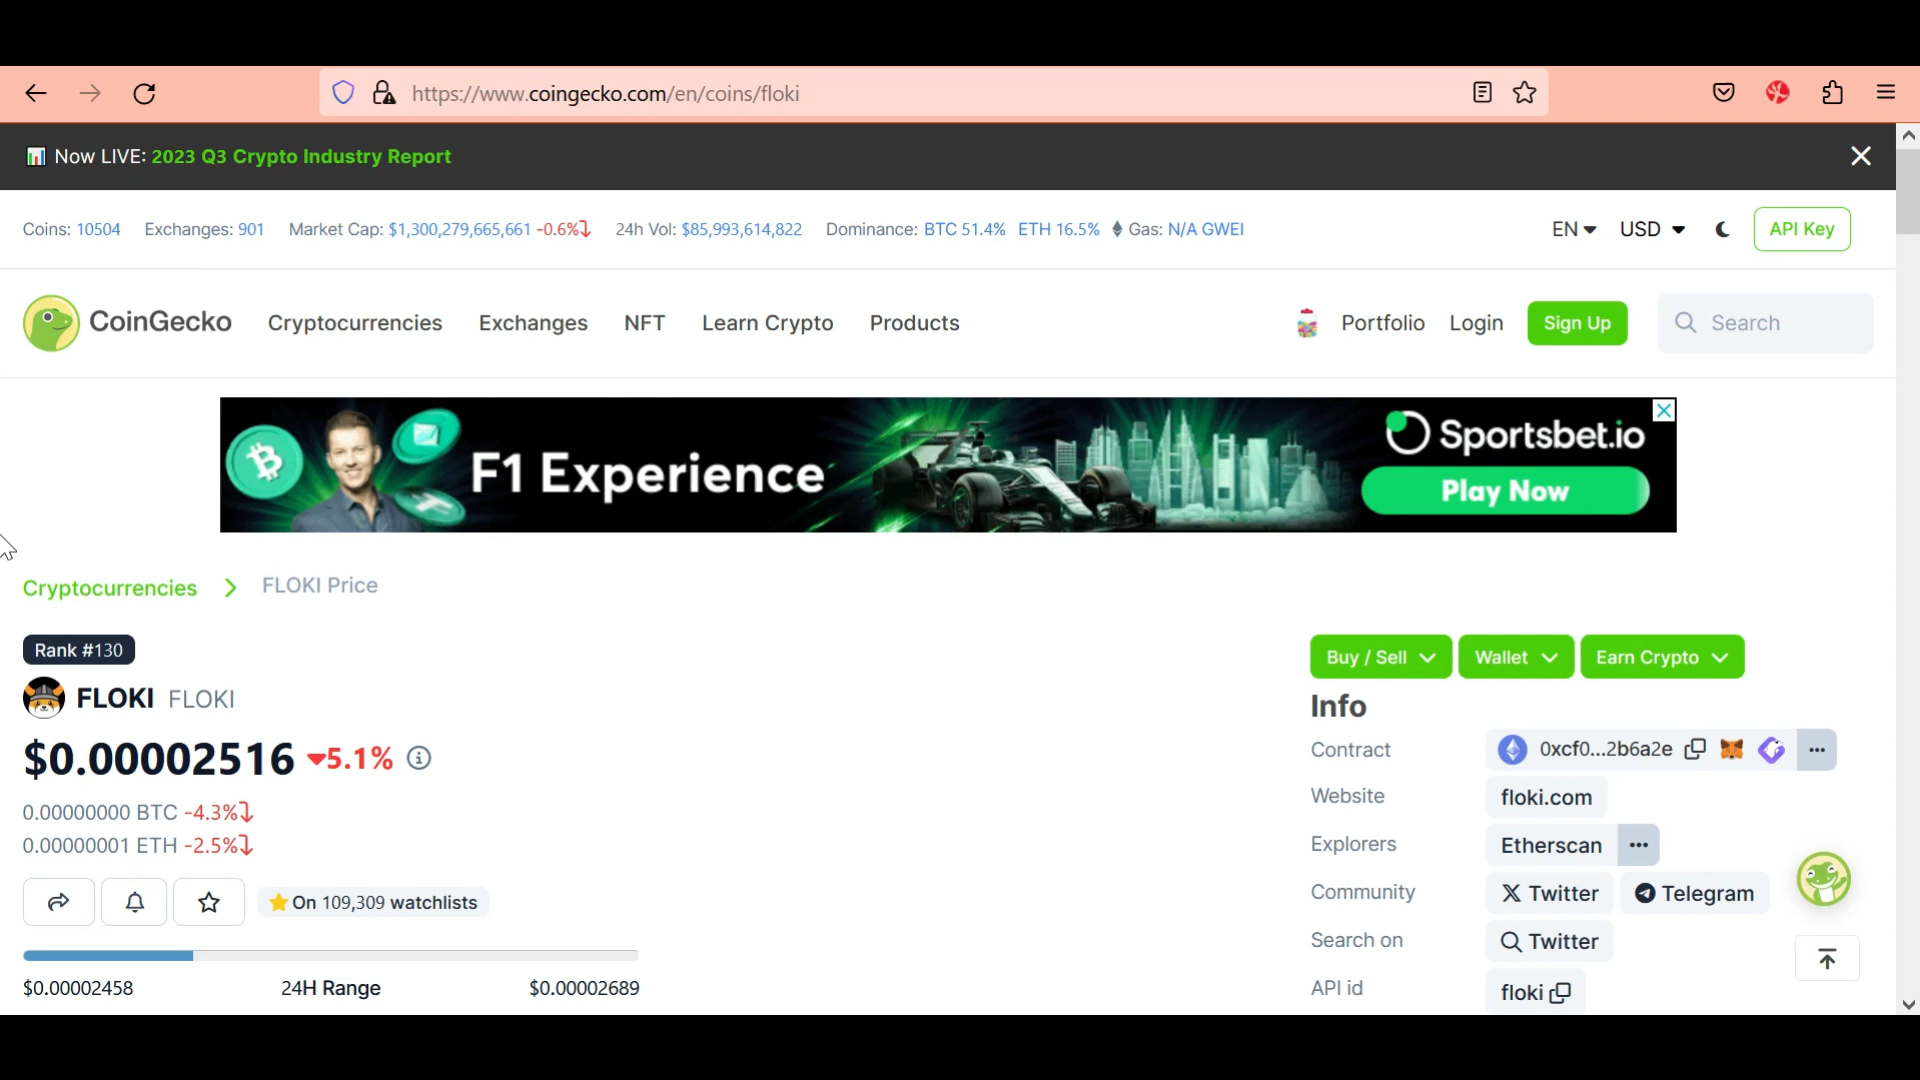 https://www.coingecko.com/en/coins/floki
Now LIVE: 2023 Q3 Crypto Industry Report
Coins: 10504 Exchanges: 901 Market Cap: $1,300,279,665,661 -0.6% 24h Vol: $85,993,614,822 Dominance: BTC 51.4% ETH 16.5% Gas: N/A GWEI EN USD API Key
CoinGecko Cryptocurrencies Exchanges NFT Learn Crypto Products Portfolio Login Sign Up Search
F1 Experience
Sportsbet.io
Play Now
Cryptocurrencies FLOKI Price
Rank #130
FLOKI FLOKI
$0.00002516 5.1%
0.00000000 BTC -4.3%
0.00000001 ETH -2.5%
On 109,309 watchlists
$0.00002458 24H Range $0.00002689
Buy / Sell Wallet Earn Crypto
Info
Contract 0xcf0...2b6a2e
Website floki.com
Explorers Etherscan
Community X Twitter Telegram
Search on Twitter
API id floki